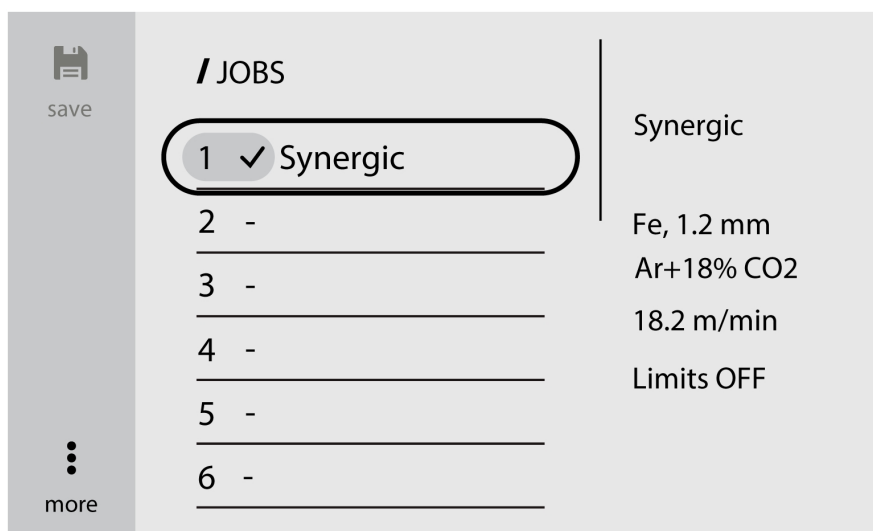 save
/ JOBS
1 ✓ Synergic
2 -
3 -
4 -
5 -
6 -
more
Synergic
Fe, 1.2 mm
Ar+18% CO2
18.2 m/min
Limits OFF